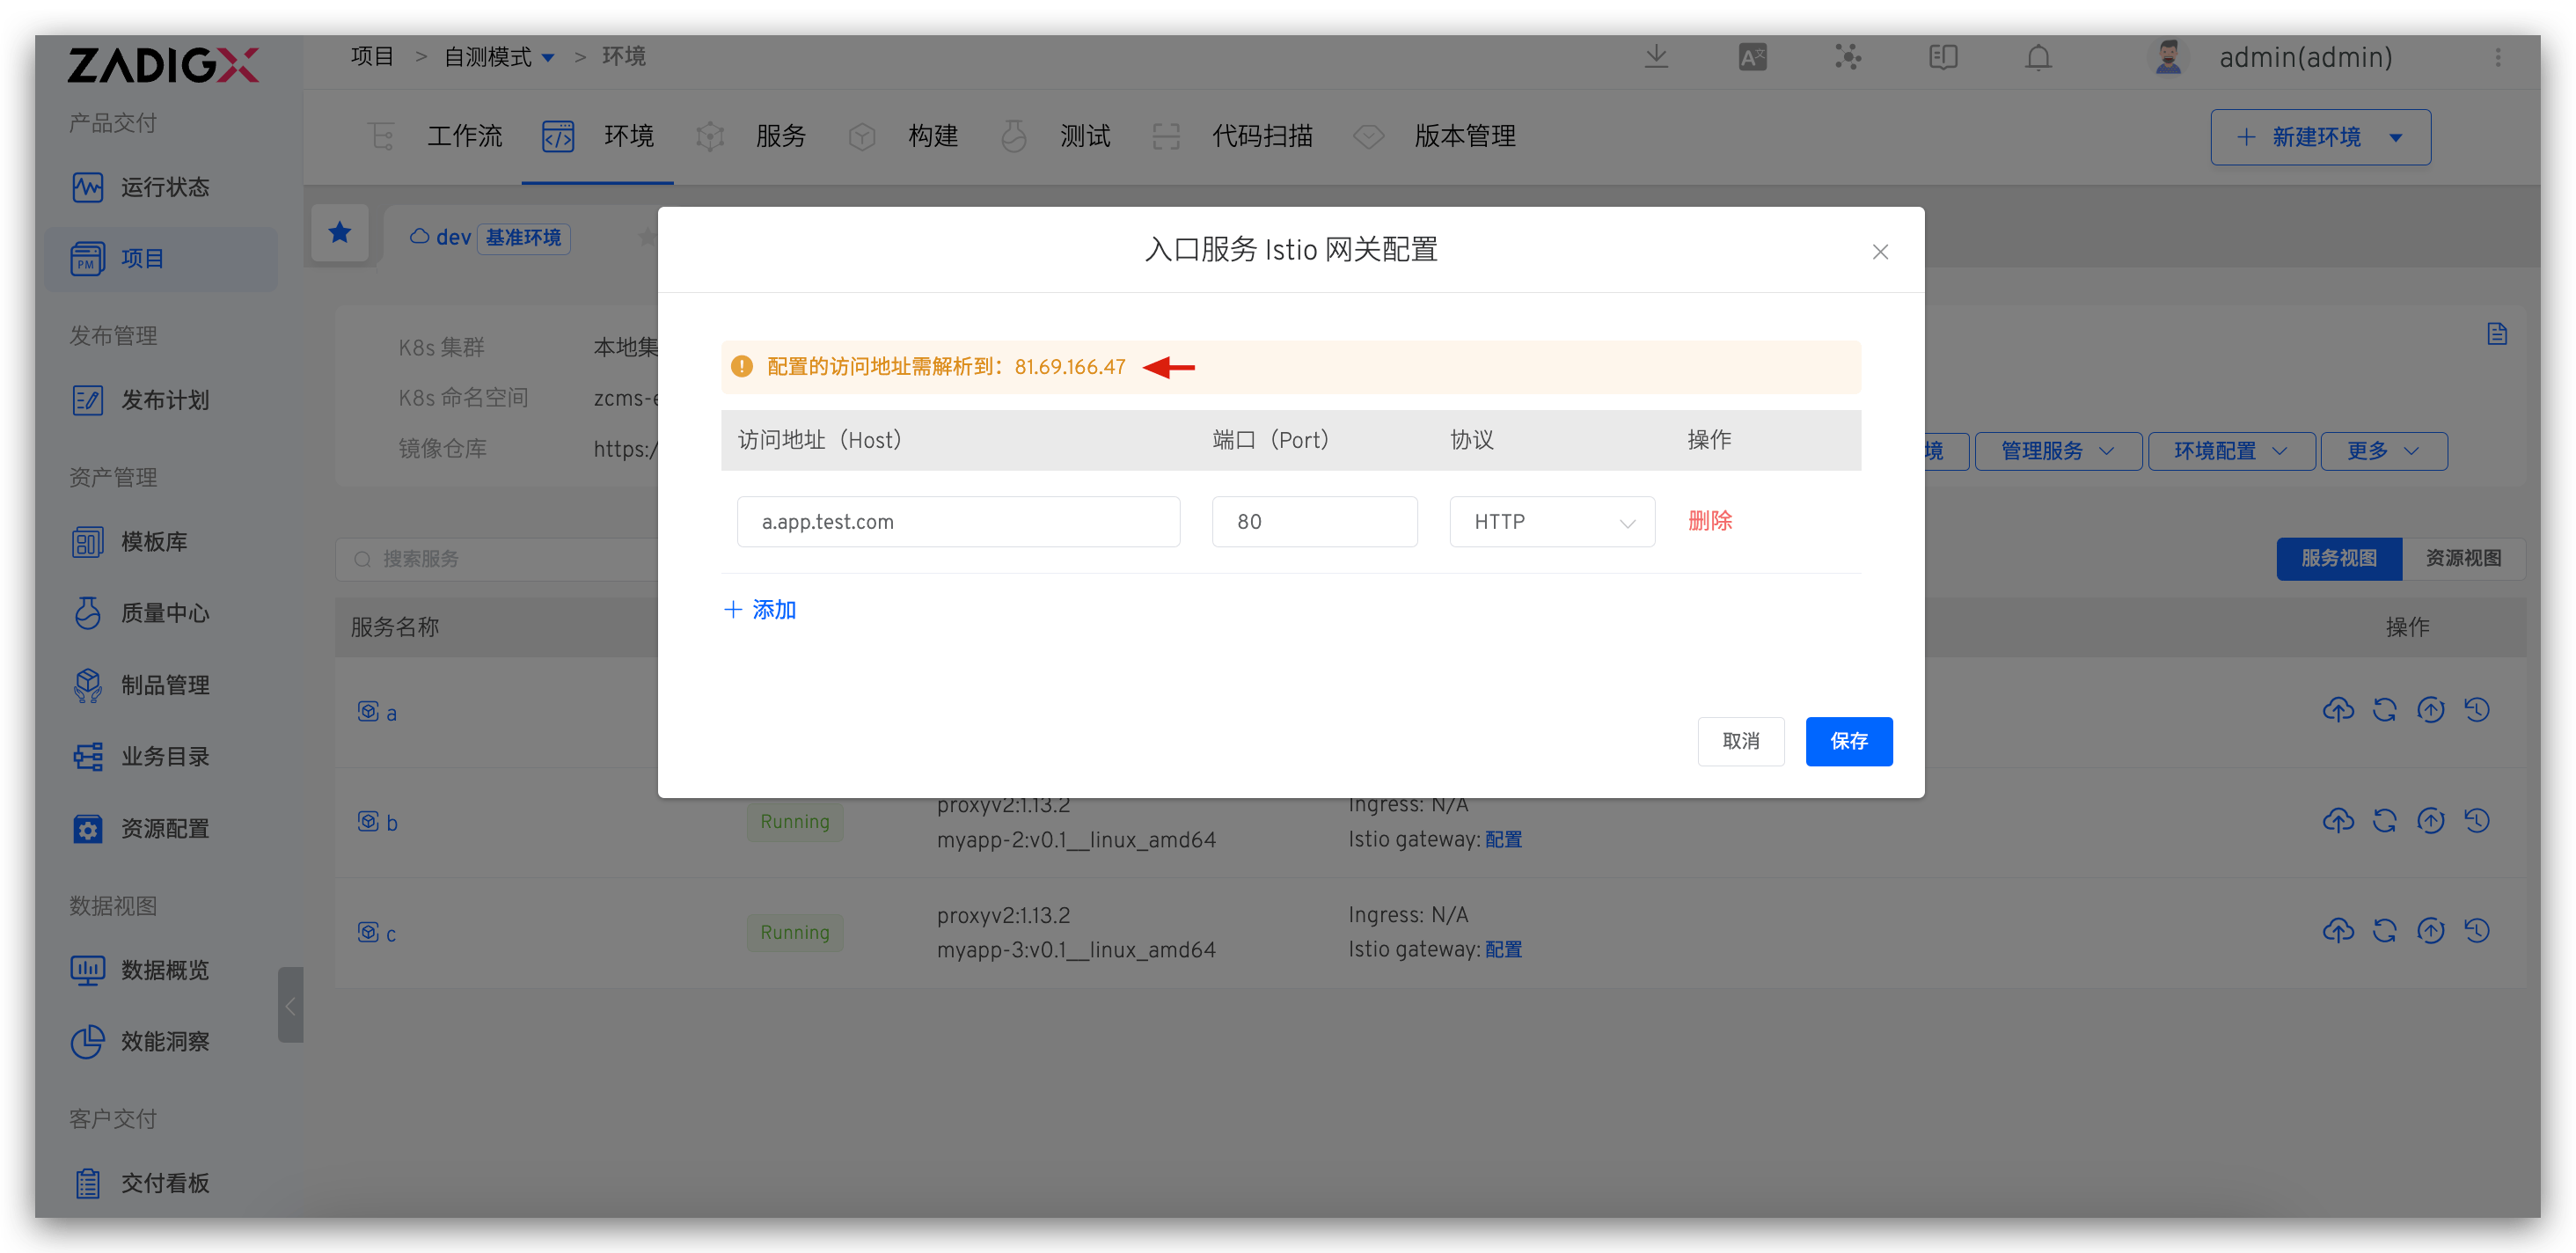 ZADIGX
项目 > 自测模式 > 环境
admin(admin)
产品交付
运行状态
项目
发布管理
发布计划
资产管理
模板库
质量中心
制品管理
业务目录
资源配置
数据视图
数据概览
效能洞察
客户交付
交付看板
工作流 环境 服务 构建 测试 代码扫描 版本管理
新建环境
dev 基准环境
K8s 集群 本地集
K8s 命名空间 zcms-e
镜像仓库 https:/
境 管理服务 环境配置 更多
搜索服务
服务视图 资源视图
服务名称 操作
a
b Running
proxyv2:1.13.2
myapp-2:v0.1__linux_amd64
Ingress: N/A
Istio gateway: 配置
c Running
proxyv2:1.13.2
myapp-3:v0.1__linux_amd64
Ingress: N/A
Istio gateway: 配置
入口服务 Istio 网关配置
配置的访问地址需解析到：81.69.166.47
访问地址（Host） 端口（Port） 协议 操作
a.app.test.com 80 HTTP 删除
添加
取消 保存